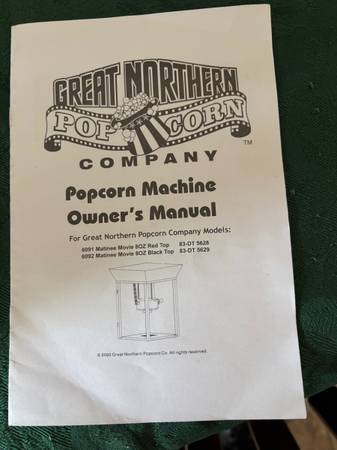 GREAT NORTHERN
POPCORN
COMPANY
TM
Popcorn Machine
Owner's Manual
For Great Northern Popcorn Company Models:
6091 Matinee Movie 8OZ Red Top 83-DT 5628
6092 Matinee Movie 8OZ Black Top 83-DT 5629
© 2020 Great Northern Popcorn Co. All rights reserved.